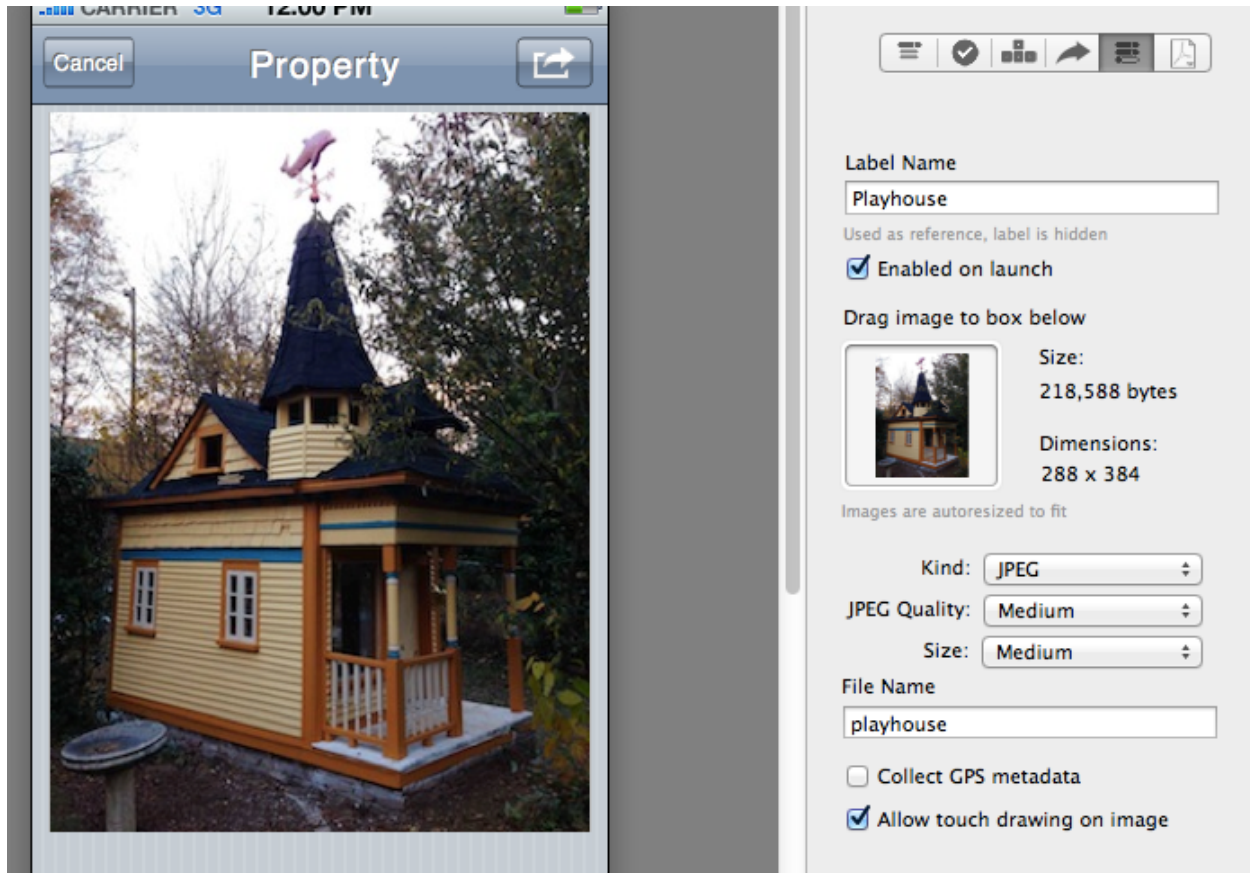 CARRIER 3G 12:00 PM
Cancel Property
Label Name
Playhouse
Used as reference, label is hidden
Enabled on launch
Drag image to box below
Size:
218,588 bytes
Dimensions:
288 x 384
Images are autoresized to fit
Kind: JPEG
JPEG Quality: Medium
Size: Medium
File Name
playhouse
Collect GPS metadata
Allow touch drawing on image